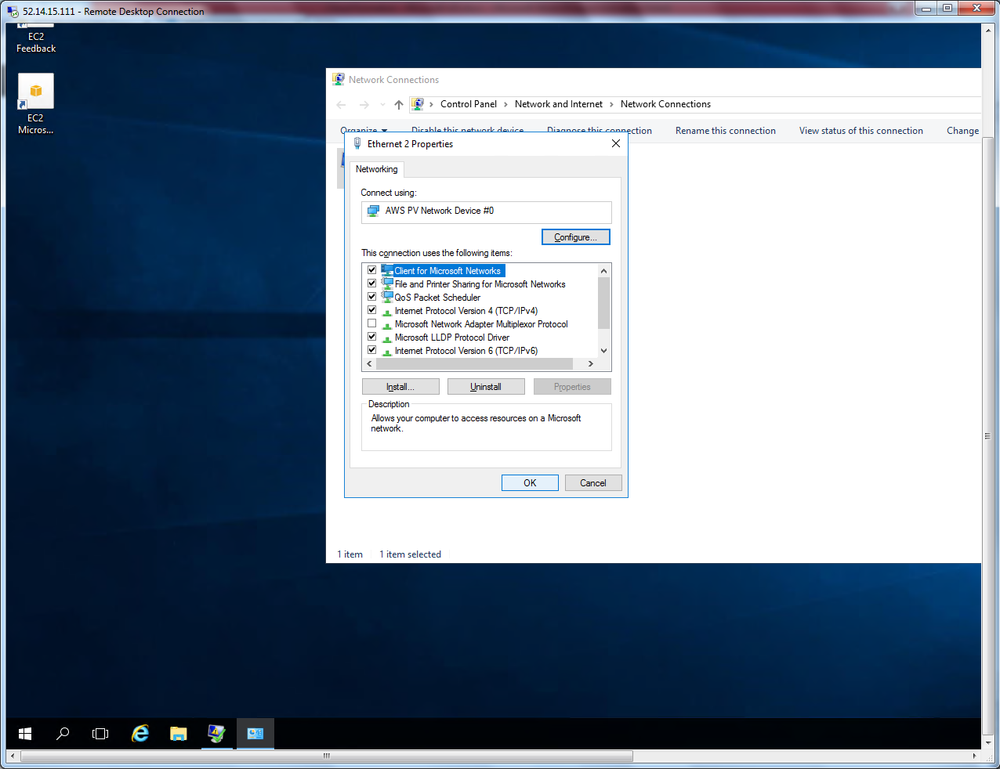 52.14.15.111 - Remote Desktop Connection
EC2
Feedback
EC2
Micros...
Network Connections
Control Panel > Network and Internet > Network Connections
Organize Disable this network device Diagnose this connection Rename this connection View status of this connection Change
Ethernet 2 Properties
Networking
Connect using:
AWS PV Network Device #0
Configure...
This connection uses the following items:
Client for Microsoft Networks
File and Printer Sharing for Microsoft Networks
QoS Packet Scheduler
Internet Protocol Version 4 (TCP/IPv4)
Microsoft Network Adapter Multiplexor Protocol
Microsoft LLDP Protocol Driver
Internet Protocol Version 6 (TCP/IPv6)
Install... Uninstall Properties
Description
Allows your computer to access resources on a Microsoft
network.
OK Cancel
1 item 1 item selected